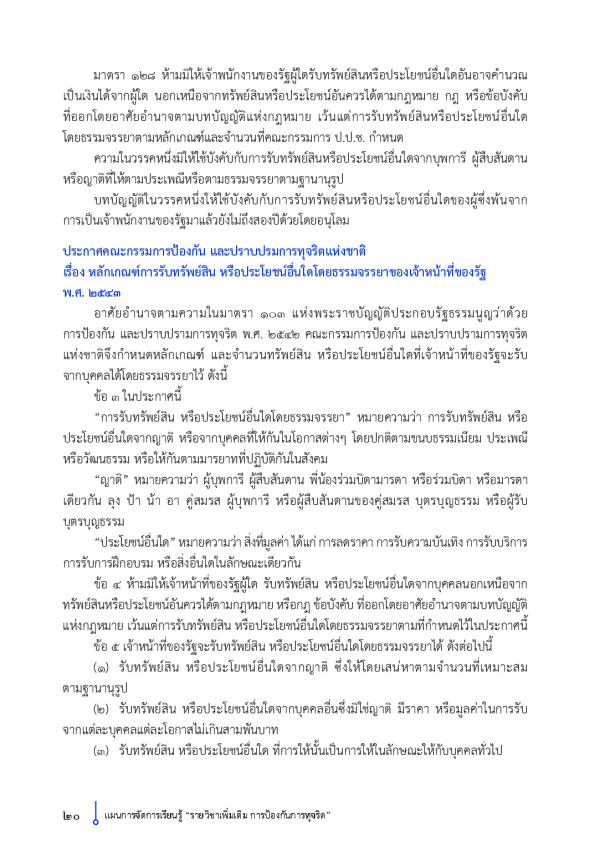 มาตรา ๑๒๘ ห้ามมิให้เจ้าพนักงานของรัฐผู้ใดรับทรัพย์สินหรือประโยชน์อื่นใดอันอาจคำนวณ
เป็นเงินได้จากผู้ใด นอกเหนือจากทรัพย์สินหรือประโยชน์อันควรได้ตามกฎหมาย กฎ หรือข้อบังคับ
ที่ออกโดยอาศัยอำนาจตามบทบัญญัติแห่งกฎหมาย เว้นแต่การรับทรัพย์สินหรือประโยชน์อื่นใด
โดยธรรมจรรยาตามหลักเกณฑ์และจำนวนที่คณะกรรมการ ป.ป.ช. กำหนด
ความในวรรคหนึ่งมิให้ใช้บังคับกับการรับทรัพย์สินหรือประโยชน์อื่นใดจากบุพการี ผู้สืบสันดาน
หรือญาติที่ให้ตามประเพณีหรือตามธรรมจรรยาตามฐานานุรูป
บทบัญญัติในวรรคหนึ่งให้ใช้บังคับกับการรับทรัพย์สินหรือประโยชน์อื่นใดของผู้ซึ่งพ้นจาก
การเป็นเจ้าพนักงานของรัฐมาแล้วยังไม่ถึงสองปีด้วยโดยอนุโลม
ประกาศคณะกรรมการป้องกัน และปราบปรมการทุจริตแห่งชาติ
เรื่อง หลักเกณฑ์การรับทรัพย์สิน หรือประโยชน์อื่นใดโดยธรรมจรรยาของเจ้าหน้าที่ของรัฐ
พ.ศ. ๒๕๔๓
อาศัยอำนาจตามความในมาตรา ๑๐๓ แห่งพระราชบัญญัติประกอบรัฐธรรมนูญว่าด้วย
การป้องกัน และปราบปรามการทุจริต พ.ศ. ๒๕๔๒ คณะกรรมการป้องกัน และปราบปรามการทุจริต
แห่งชาติจึงกำหนดหลักเกณฑ์ และจำนวนทรัพย์สิน หรือประโยชน์อื่นใดที่เจ้าหน้าที่ของรัฐจะรับ
จากบุคคลได้โดยธรรมจรรยาไว้ ดังนี้
ข้อ ๓ ในประกาศนี้
“การรับทรัพย์สิน หรือประโยชน์อื่นใดโดยธรรมจรรยา” หมายความว่า การรับทรัพย์สิน หรือ
ประโยชน์อื่นใดจากญาติ หรือจากบุคคลที่ให้กันในโอกาสต่างๆ โดยปกติตามขนบธรรมเนียม ประเพณี
หรือวัฒนธรรม หรือให้กันตามมารยาทที่ปฏิบัติกันในสังคม
“ญาติ” หมายความว่า ผู้บุพการี ผู้สืบสันดาน พี่น้องร่วมบิดามารดา หรือร่วมบิดา หรือมารดา
เดียวกัน ลุง ป้า น้า อา คู่สมรส ผู้บุพการี หรือผู้สืบสันดานของคู่สมรส บุตรบุญธรรม หรือผู้รับ
บุตรบุญธรรม
“ประโยชน์อื่นใด” หมายความว่า สิ่งที่มูลค่า ได้แก่ การลดราคา การรับความบันเทิง การรับบริการ
การรับการฝึกอบรม หรือสิ่งอื่นใดในลักษณะเดียวกัน
ข้อ ๔ ห้ามมิให้เจ้าหน้าที่ของรัฐผู้ใด รับทรัพย์สิน หรือประโยชน์อื่นใดจากบุคคลนอกเหนือจาก
ทรัพย์สินหรือประโยชน์อันควรได้ตามกฎหมาย หรือกฎ ข้อบังคับ ที่ออกโดยอาศัยอำนาจตามบทบัญญัติ
แห่งกฎหมาย เว้นแต่การรับทรัพย์สิน หรือประโยชน์อื่นใดโดยธรรมจรรยาตามที่กำหนดไว้ในประกาศนี้
ข้อ ๕ เจ้าหน้าที่ของรัฐจะรับทรัพย์สิน หรือประโยชน์อื่นใดโดยธรรมจรรยาได้ ดังต่อไปนี้
(๑) รับทรัพย์สิน หรือประโยชน์อื่นใดจากญาติ ซึ่งให้โดยเสน่หาตามจำนวนที่เหมาะสม
ตามฐานานุรูป
(๒) รับทรัพย์สิน หรือประโยชน์อื่นใดจากบุคคลอื่นซึ่งมิใช่ญาติ มีราคา หรือมูลค่าในการรับ
จากแต่ละบุคคลแต่ละโอกาสไม่เกินสามพันบาท
(๓) รับทรัพย์สิน หรือประโยชน์อื่นใด ที่การให้นั้นเป็นการให้ในลักษณะให้กับบุคคลทั่วไป
๒๐ แผนการจัดการเรียนรู้ “รายวิชาเพิ่มเติม การป้องกันการทุจริต”